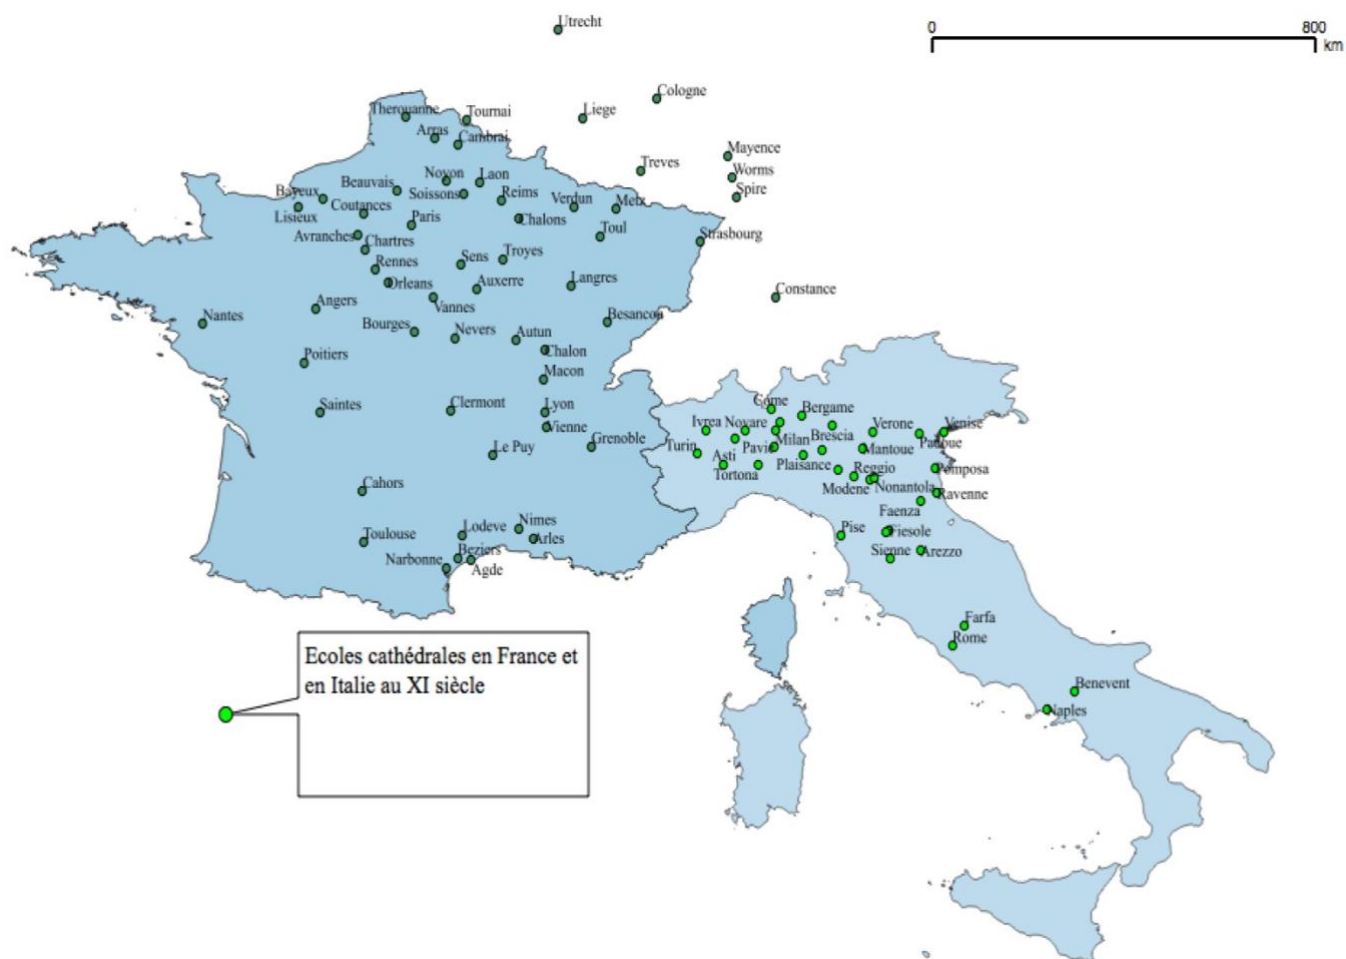 Utrecht
0 800
km
Cologne
Liege
Therouanne
Tournai
Arras
Cambrai
Mayence
Treves
Worms
Spire
Noyon
Laon
Beauvais
Soissons
Reims
Verdun
Metz
Bayeux
Coutances
Lisieux
Paris
Chalons
Toul
Strasbourg
Avranches
Chartres
Rennes
Sens
Troyes
Orleans
Auxerre
Langres
Constance
Vannes
Angers
Nantes
Bourges
Nevers
Autun
Besancon
Chalon
Poitiers
Macon
Saintes
Clermont
Lyon
Vienne
Grenoble
Le Puy
Côme
Bergame
Ivrea
Novare
Verone
Venise
Turin
Pavie
Milan
Brescia
Padoue
Asti
Mantoue
Tortona
Plaisance
Reggio
Pomposa
Cahors
Modene
Nonantola
Ravenne
Faenza
Toulouse
Lodeve
Nimes
Arles
Pise
Fiesole
Narbonne
Beziers
Agde
Sienne
Arezzo
Farfa
Rome
Ecoles cathédrales en France et
en Italie au XI siècle
Benevent
Naples